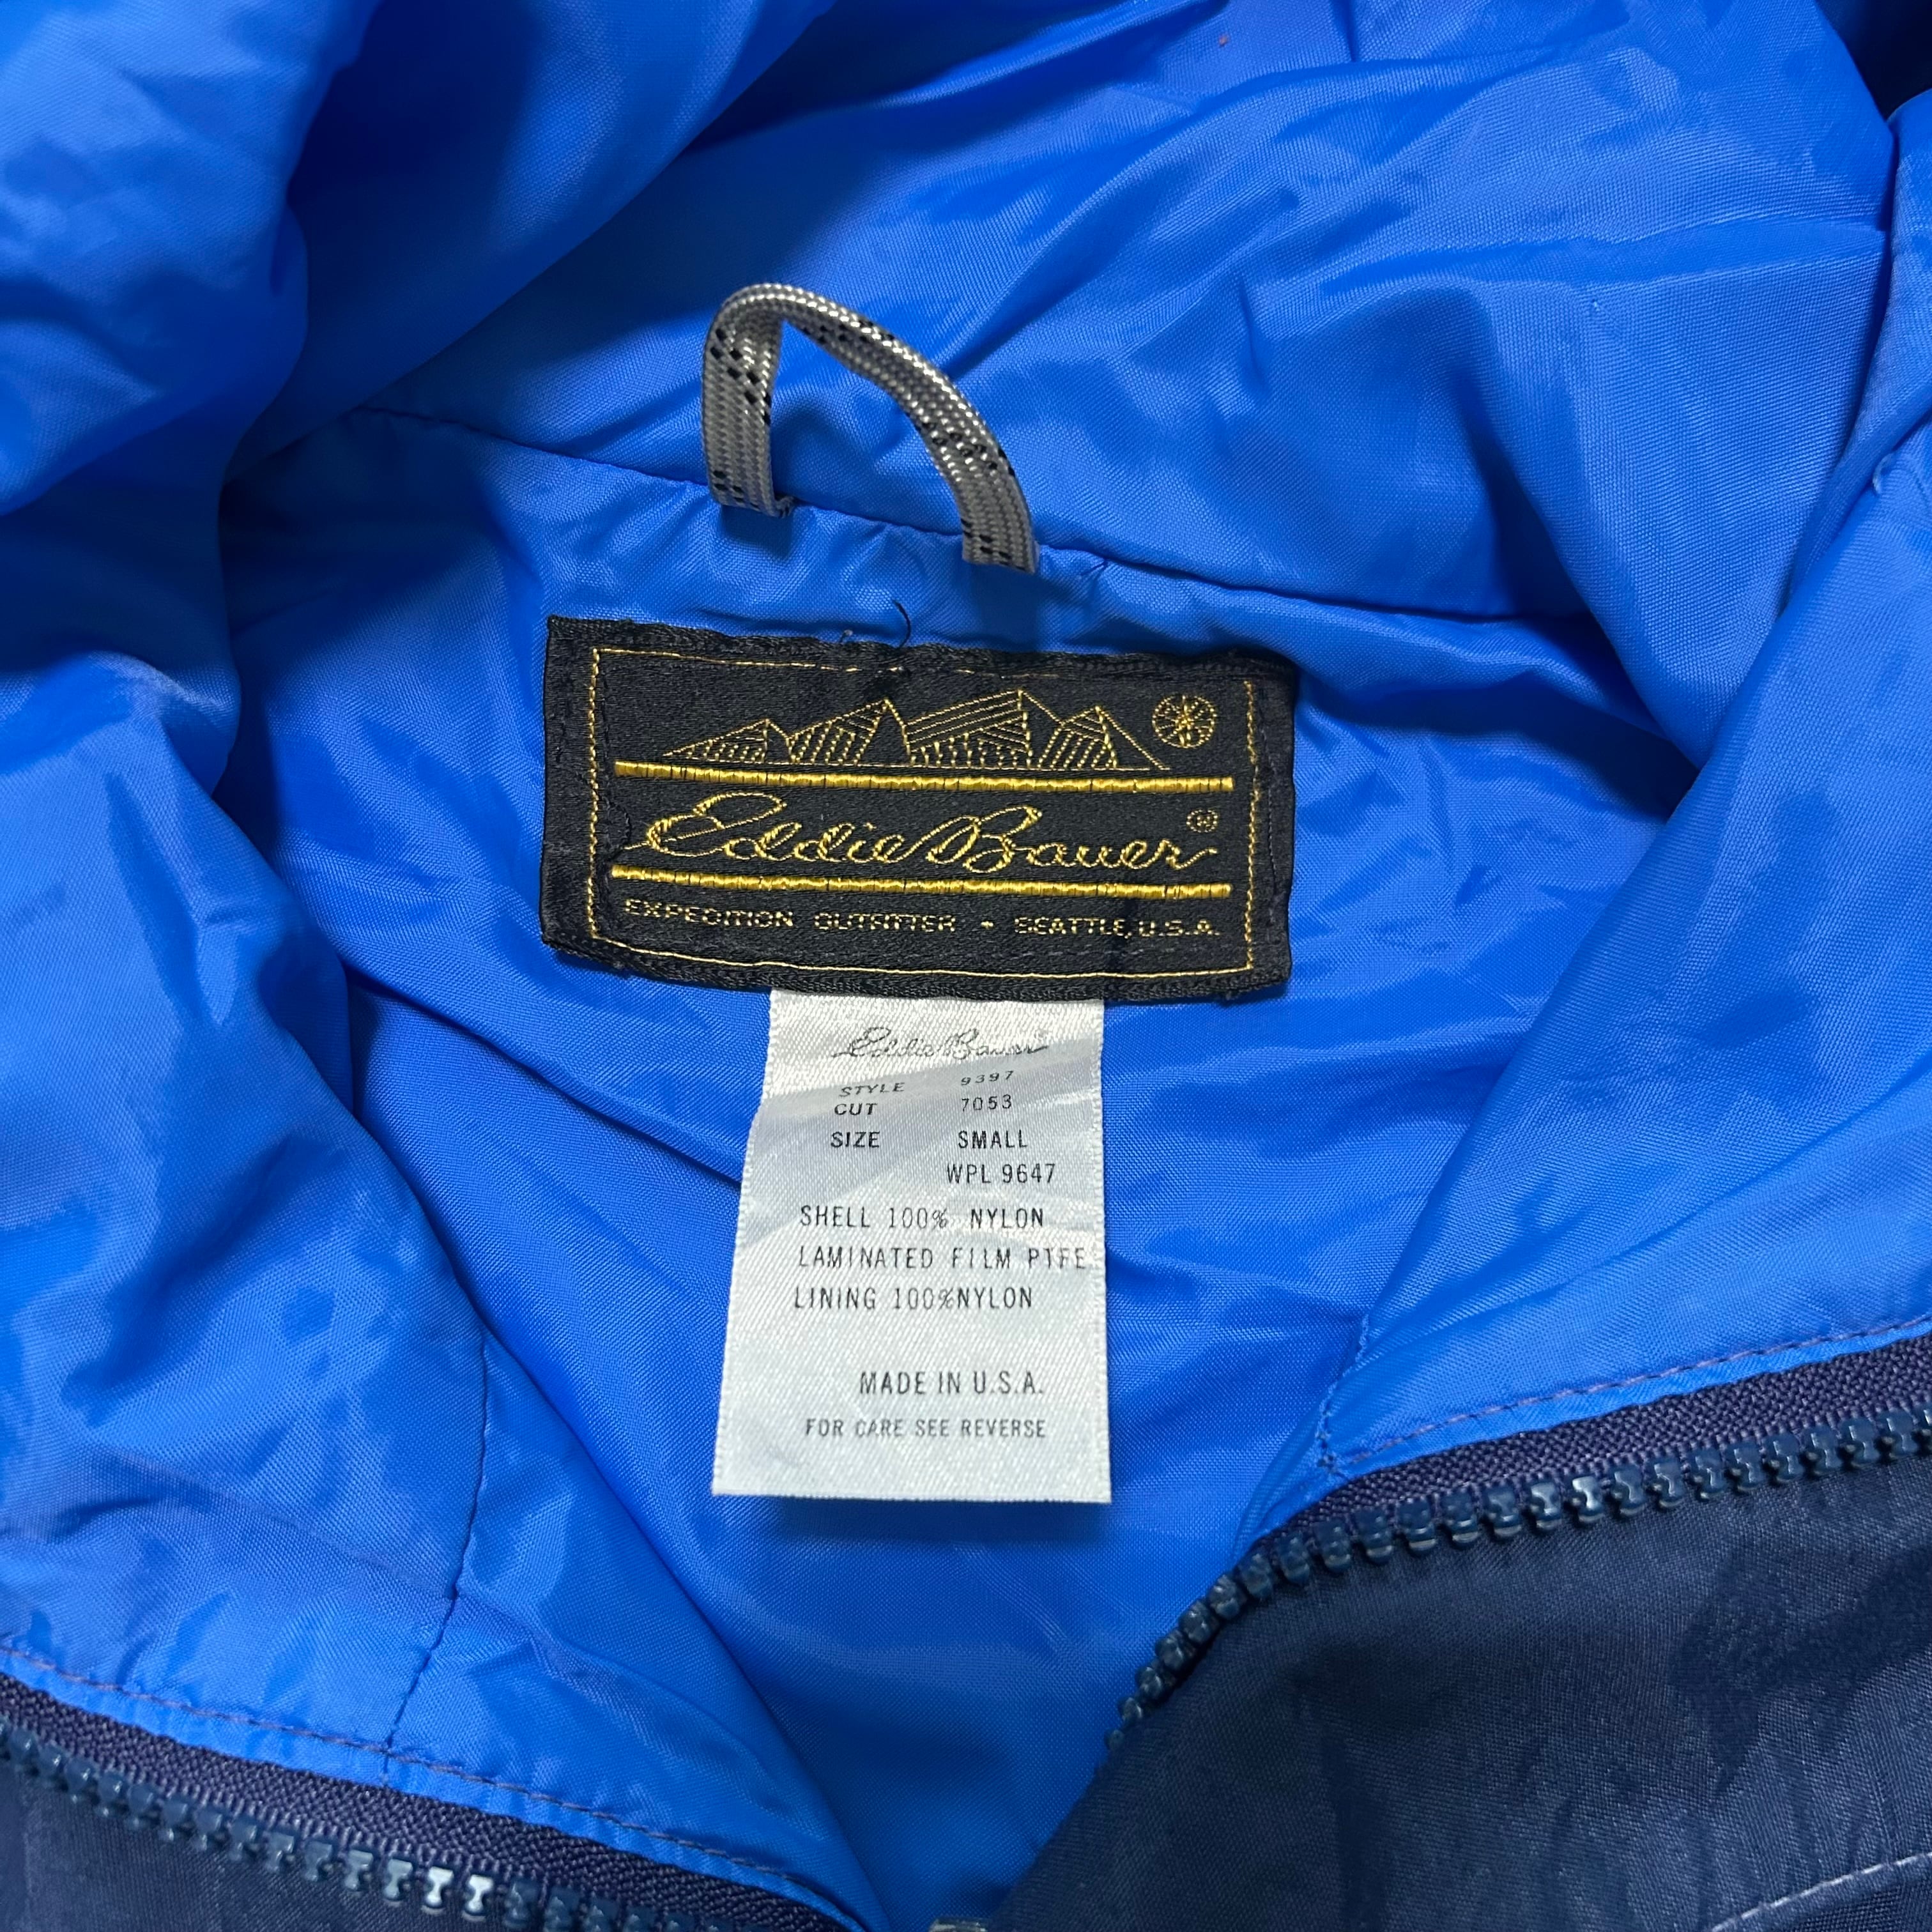 Eddie Bauer®
EXPEDITION OUTFITTER • SEATTLE, U.S.A.
Eddie Bauer®
STYLE 9397
CUT 7053
SIZE SMALL
WPL 9647
SHELL 100% NYLON
LAMINATED FILM PTFE
LINING 100% NYLON
MADE IN U.S.A.
FOR CARE SEE REVERSE